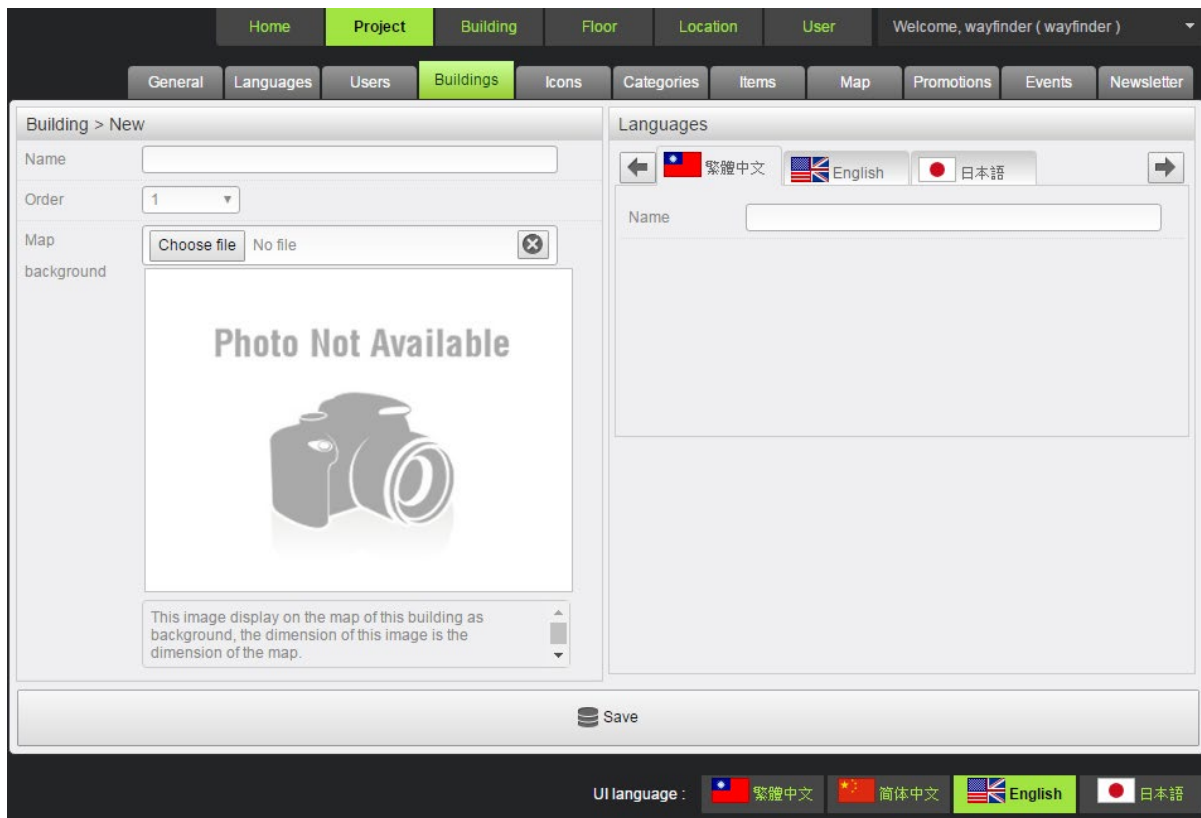 Home Project Building Floor Location User Welcome, wayfinder ( wayfinder )
General Languages Users Buildings Icons Categories Items Map Promotions Events Newsletter
Building > New
Name
Order 1
Map
background
Choose file No file
Photo Not Available
This image display on the map of this building as
background, the dimension of this image is the
dimension of the map.
Languages
繁體中文 English 日本語
Name
Save
UI language : 繁體中文 简体中文 English 日本語